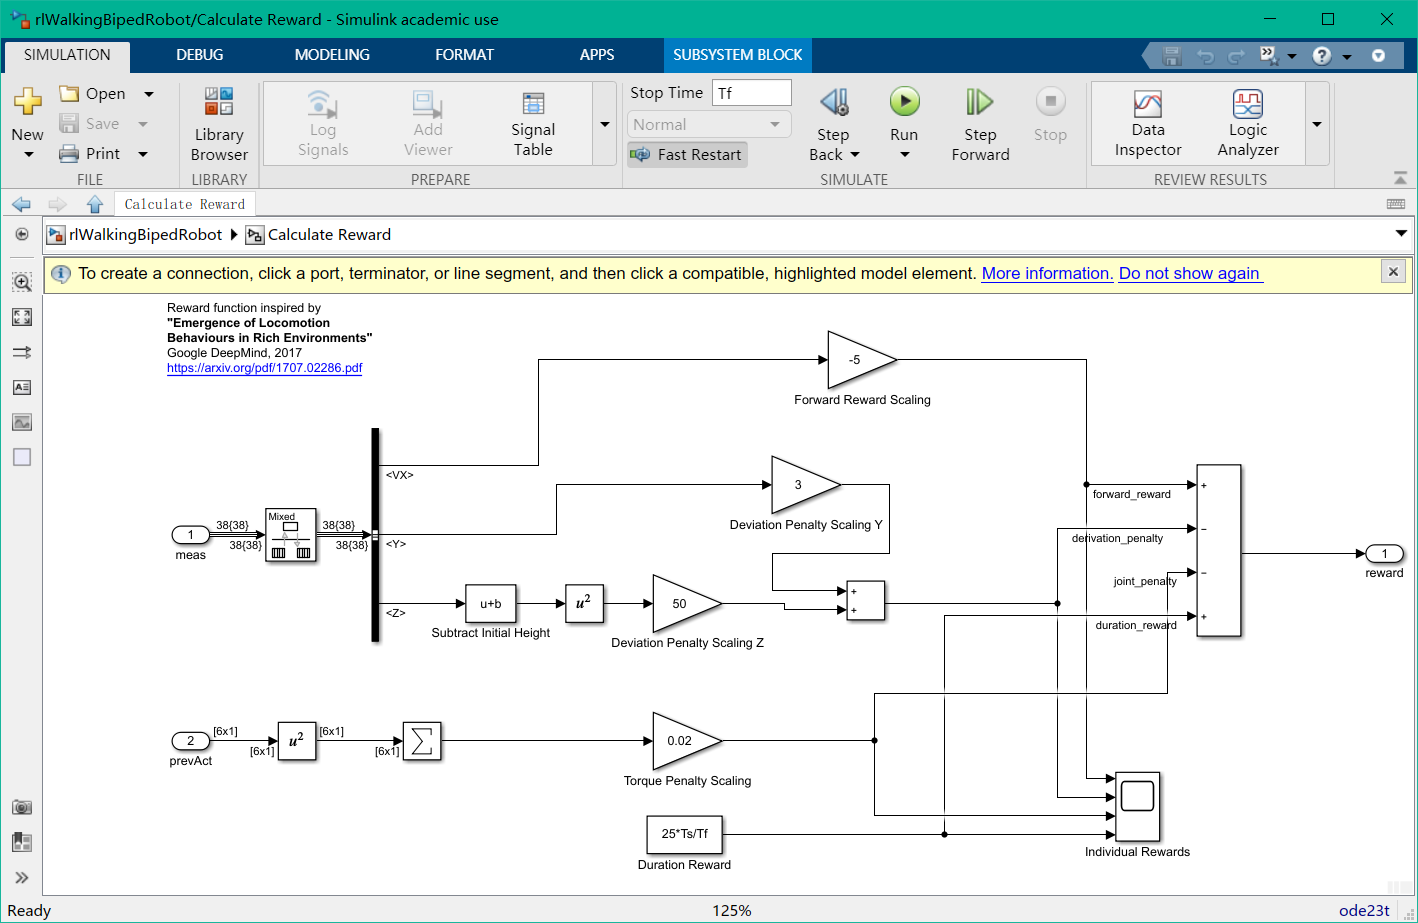 rlWalkingBipedRobot/Calculate Reward - Simulink academic use
SIMULATION DEBUG MODELING FORMAT APPS SUBSYSTEM BLOCK
New
Open
Save
Print
FILE
Library Browser
LIBRARY
Log Signals
Add Viewer
Signal Table
PREPARE
Stop Time Tf
Normal
Fast Restart
Step Back
Run
Step Forward
Stop
SIMULATE
Data Inspector
Logic Analyzer
REVIEW RESULTS
Calculate Reward
rlWalkingBipedRobot Calculate Reward
To create a connection, click a port, terminator, or line segment, and then click a compatible, highlighted model element. More information. Do not show again
Reward function inspired by
"Emergence of Locomotion
Behaviours in Rich Environments"
Google DeepMind, 2017
https://arxiv.org/pdf/1707.02286.pdf
-5
Forward Reward Scaling
<VX>
3
Deviation Penalty Scaling Y
forward_reward
+
1
meas
38{38}
38{38}
Mixed
38{38}
38{38}
<Y>
−
derivation_penalty
1
reward
joint_penalty
−
<Z>
u+b
Subtract Initial Height
u²
50
Deviation Penalty Scaling Z
+
+
duration_reward
+
2
prevAct
[6x1]
[6x1]
u²
[6x1]
[6x1]
∑
0.02
Torque Penalty Scaling
25*Ts/Tf
Duration Reward
Individual Rewards
Ready 125% ode23t